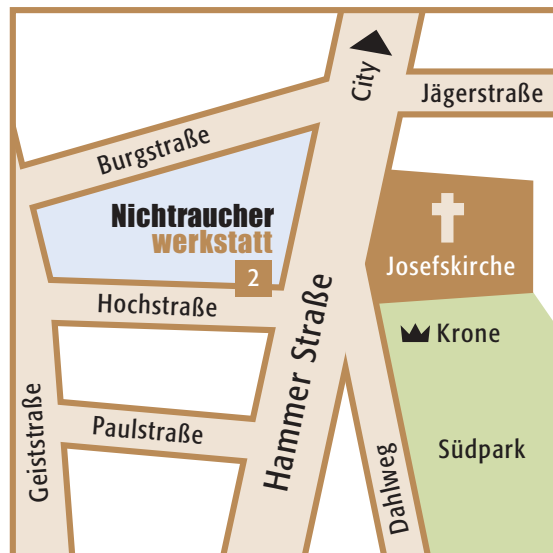 City
Jägerstraße
Burgstraße
Nichtraucher
werkstatt
2
Josefskirche
Hochstraße
Hammer Straße
Krone
Geiststraße
Paulstraße
Südpark
Dahlweg